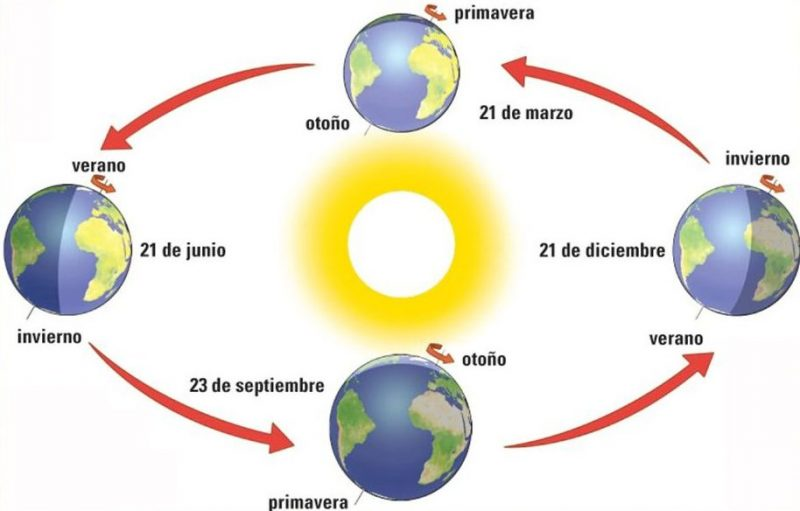 primavera
otoño
21 de marzo
verano
invierno
21 de junio
21 de diciembre
invierno
verano
23 de septiembre
otoño
primavera